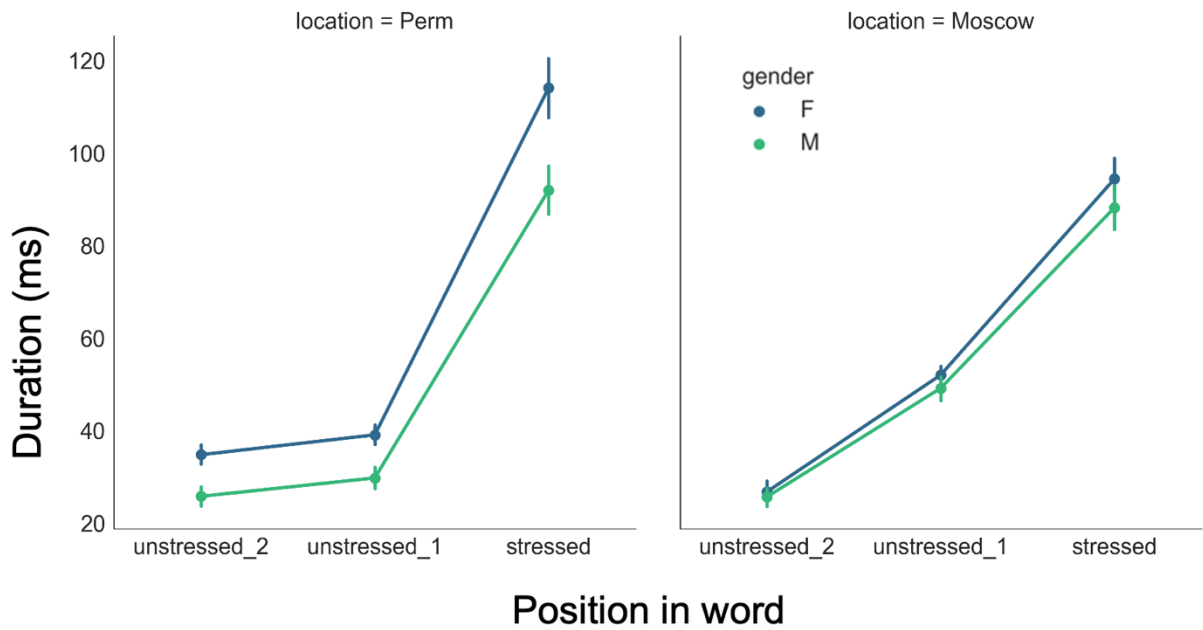 location = Perm
location = Moscow
120
100
80
60
40
20
Duration (ms)
gender
F
M
unstressed_2 unstressed_1 stressed
unstressed_2 unstressed_1 stressed
Position in word